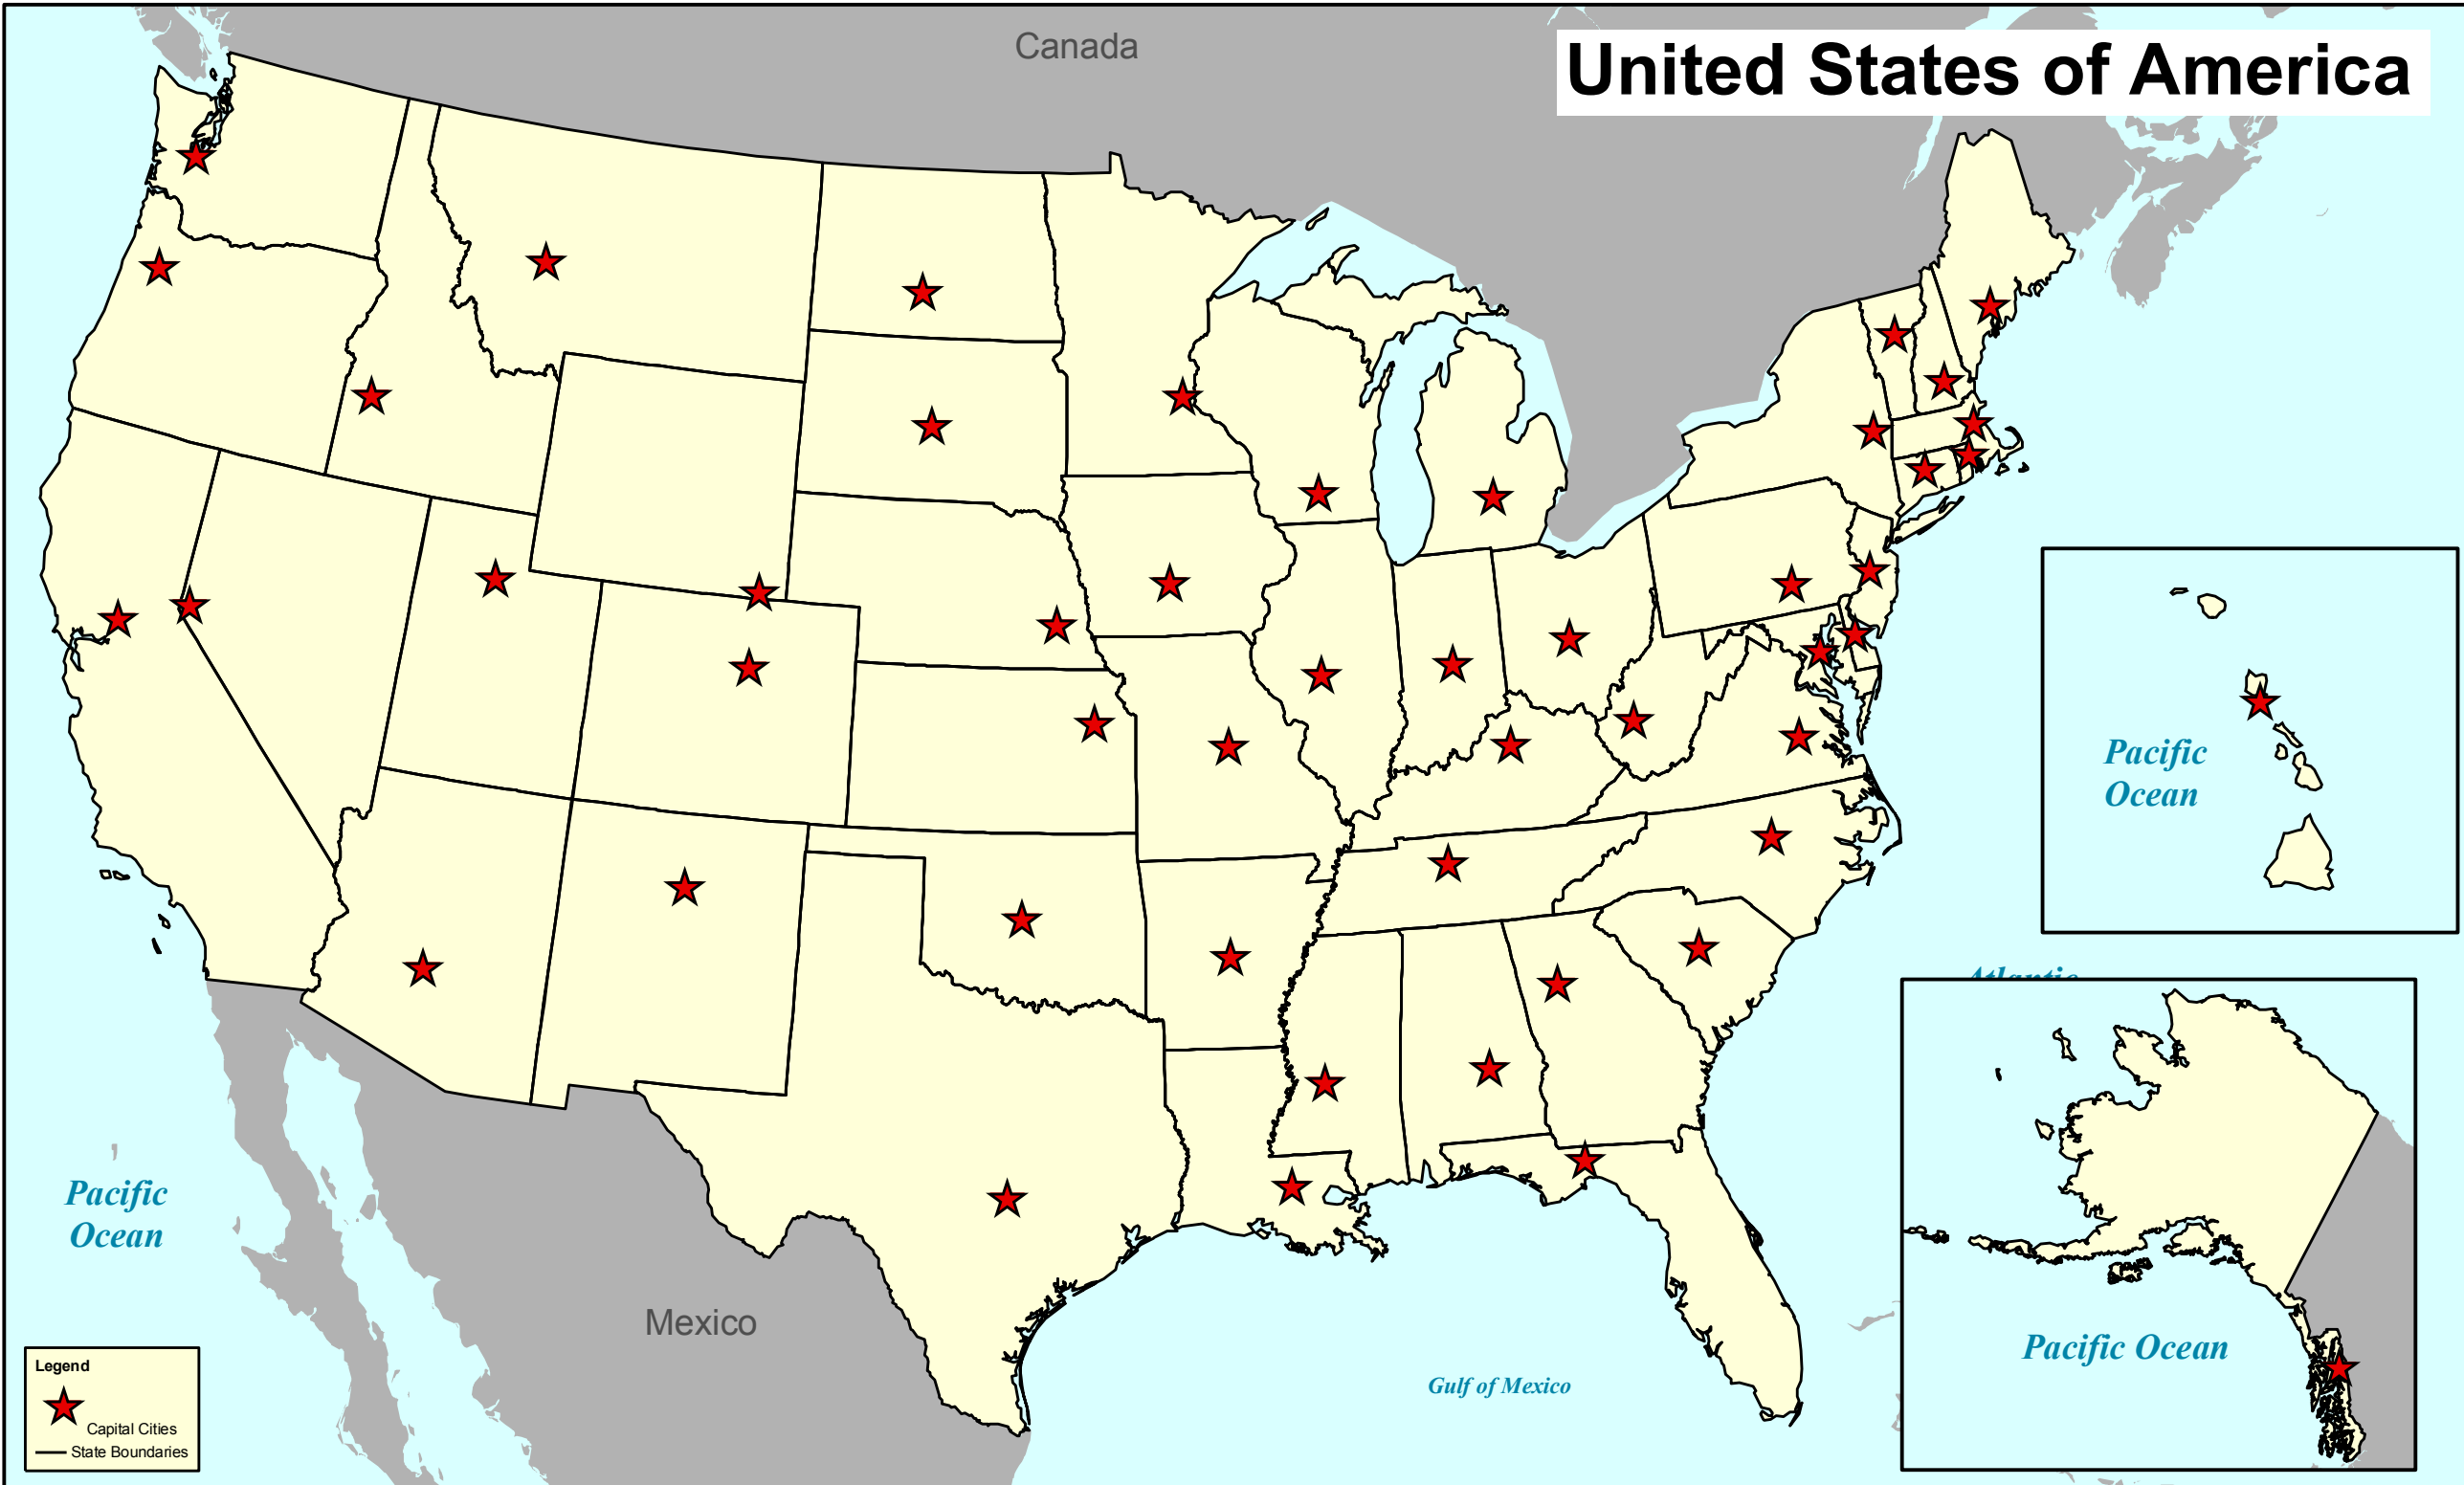 Canada
United States of America
Pacific
Ocean
Atlantic
Pacific
Ocean
Mexico
Pacific Ocean
Gulf of Mexico
Legend
Capital Cities
State Boundaries